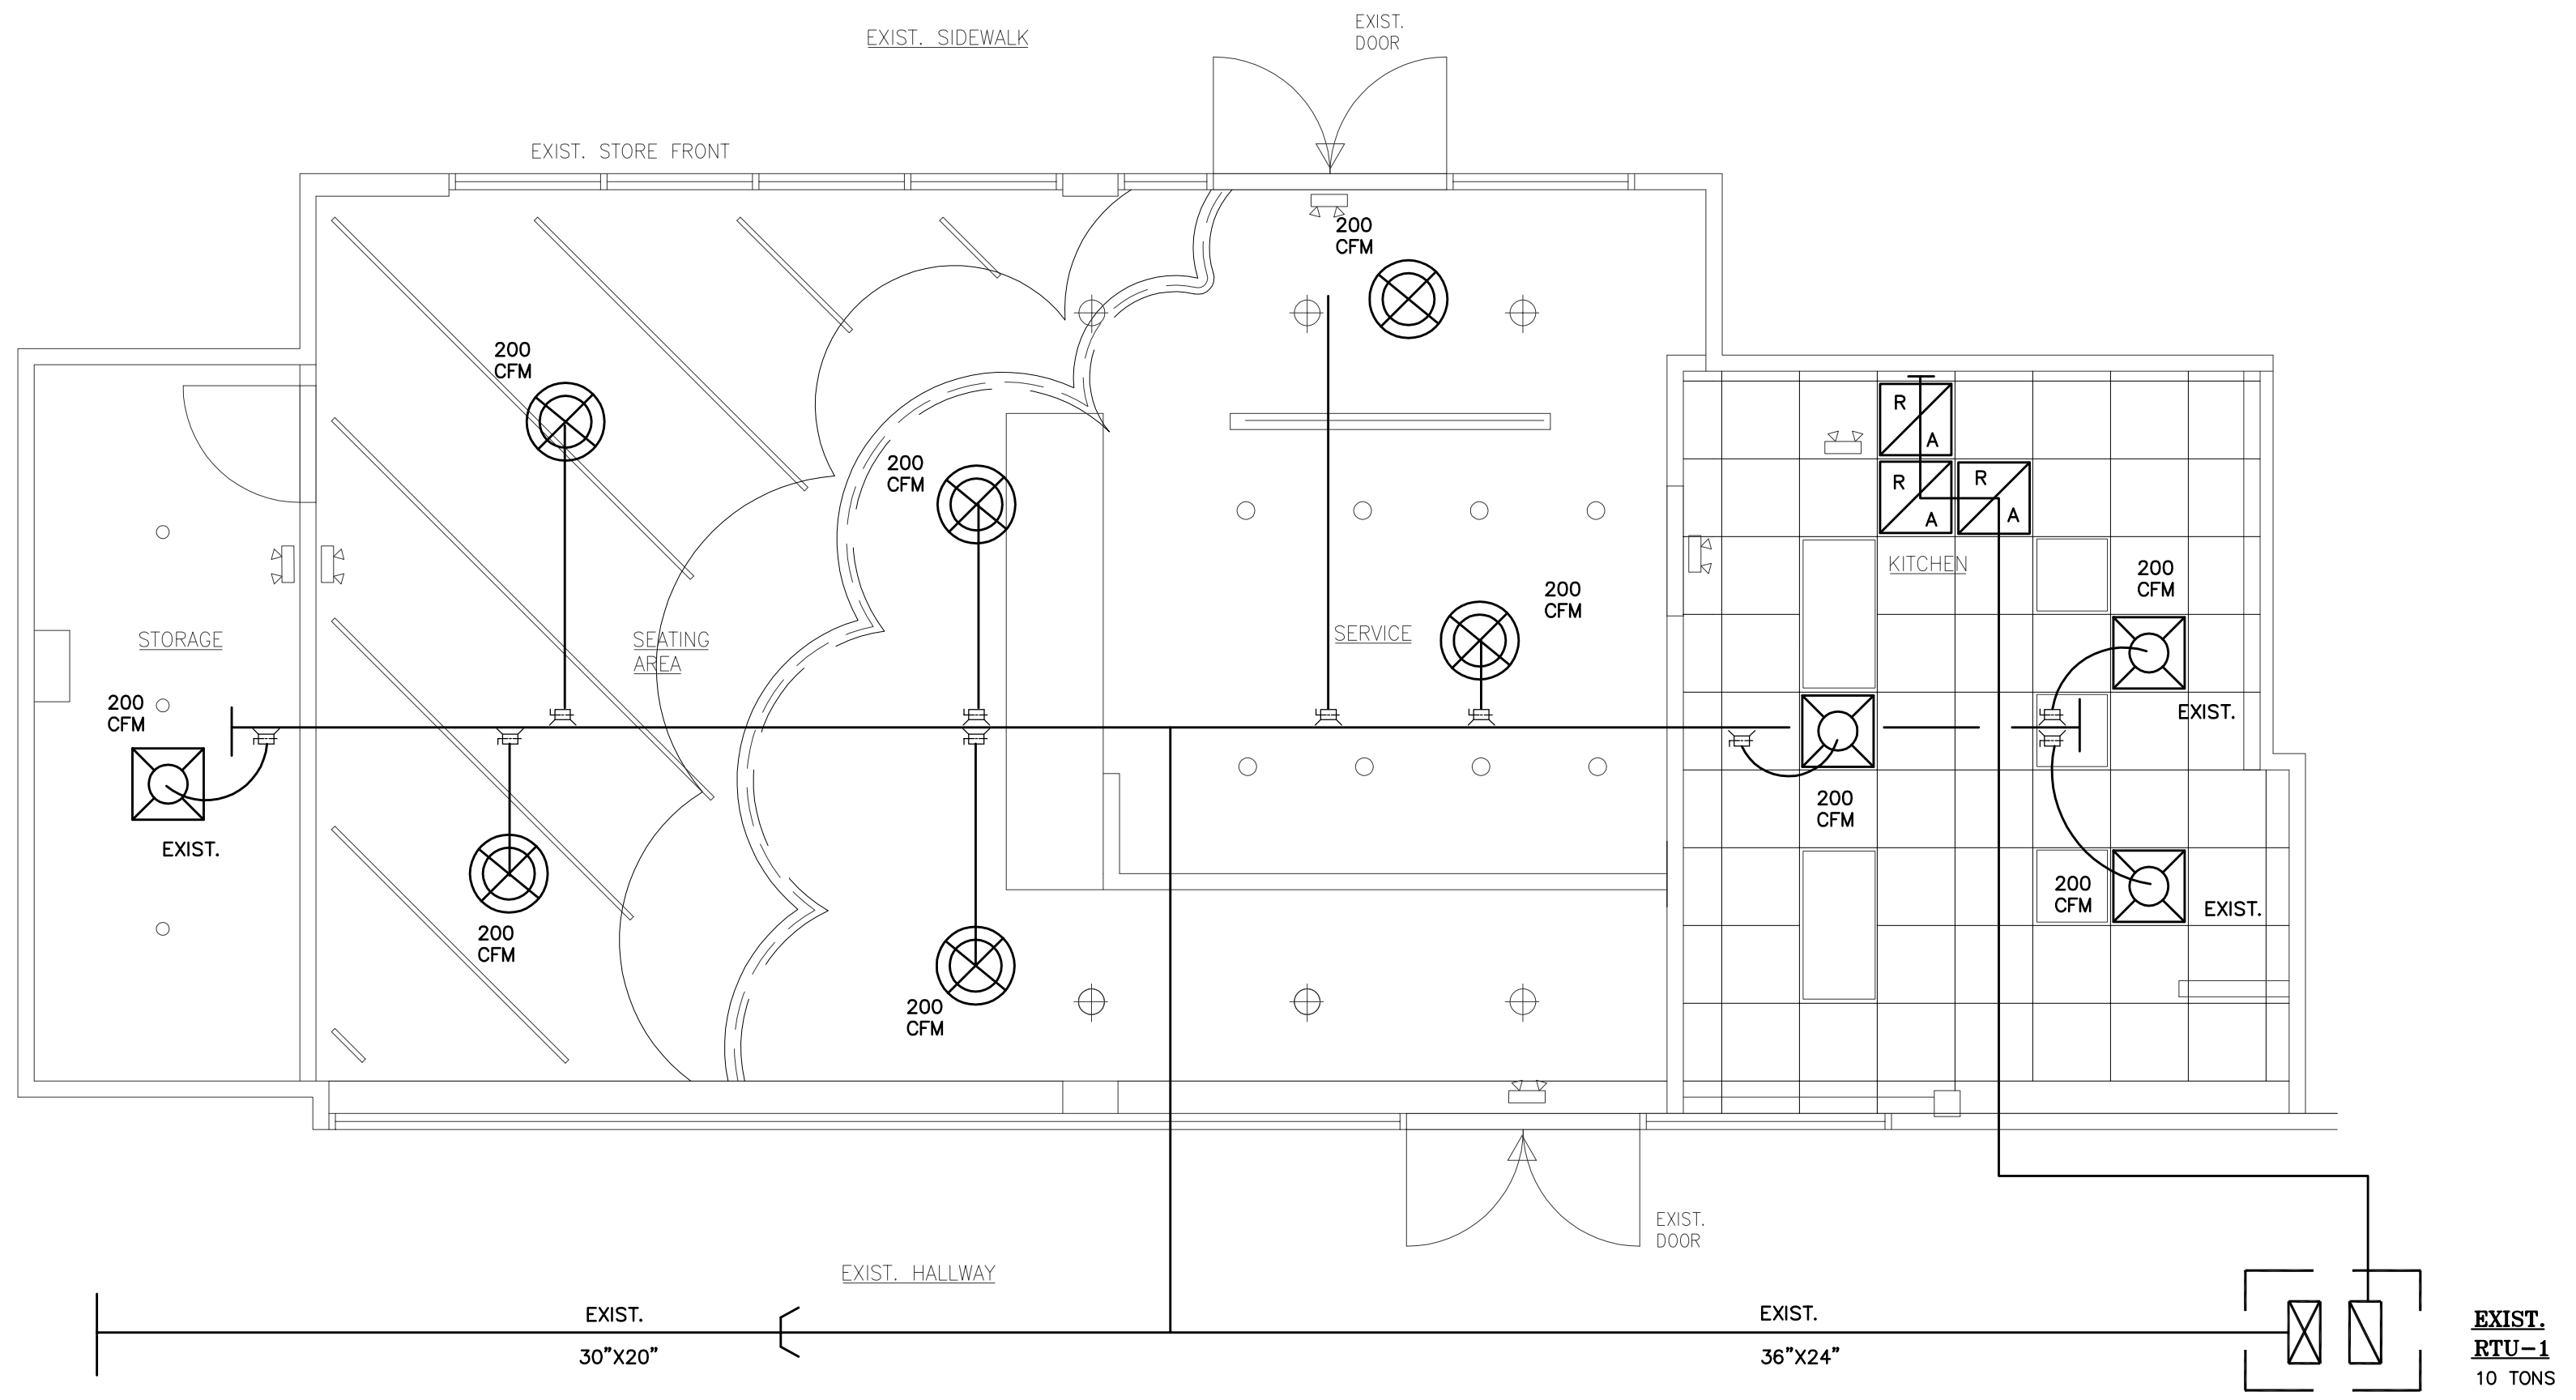 EXIST.
DOOR
EXIST. SIDEWALK
EXIST. STORE FRONT
200
CFM
200
CFM
200
CFM
R
A
R
A
R
A
KITCHEN
200
CFM
200
CFM
STORAGE
SEATING
AREA
SERVICE
200
CFM
EXIST.
EXIST.
200
CFM
200
CFM
EXIST.
200
CFM
200
CFM
EXIST.
DOOR
EXIST. HALLWAY
EXIST.
30"X20"
EXIST.
36"X24"
EXIST.
RTU-1
10 TONS